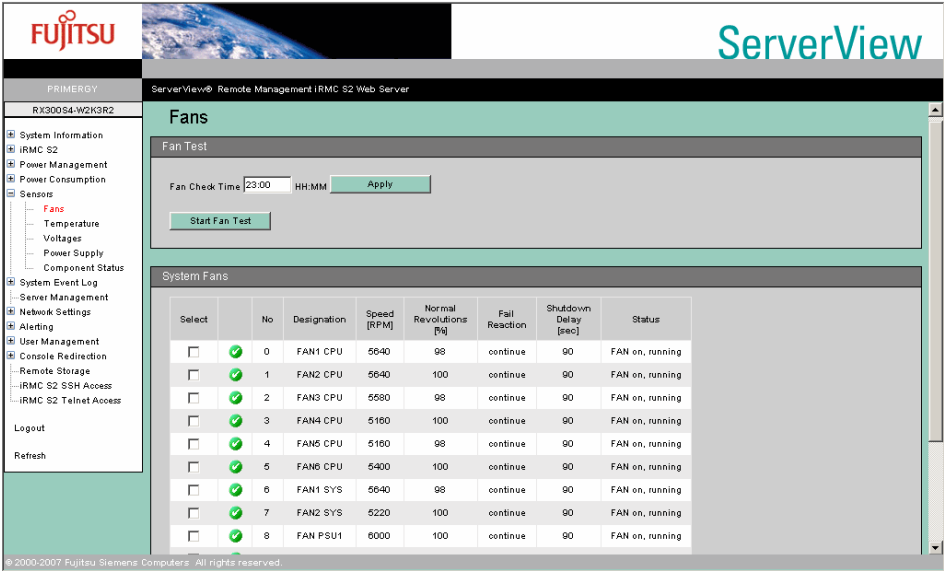 FUJITSU
ServerView
PRIMERGY
ServerView® Remote Management iRMC S2 Web Server
RX300S4-W2K3R2
System Information
iRMC S2
Power Management
Power Consumption
Sensors
Fans
Temperature
Voltages
Power Supply
Component Status
System Event Log
Server Management
Network Settings
Alerting
User Management
Console Redirection
Remote Storage
iRMC S2 SSH Access
iRMC S2 Telnet Access
Logout
Refresh
Fans
Fan Test
Fan Check Time 23:00 HH:MM Apply
Start Fan Test
System Fans
Select No Designation Speed [RPM] Normal Revolutions [%] Fail Reaction Shutdown Delay [sec] Status
0 FAN1 CPU 5640 98 continue 90 FAN on, running
1 FAN2 CPU 5640 100 continue 90 FAN on, running
2 FAN3 CPU 5580 98 continue 90 FAN on, running
3 FAN4 CPU 5160 100 continue 90 FAN on, running
4 FAN5 CPU 5160 98 continue 90 FAN on, running
5 FAN6 CPU 5400 100 continue 90 FAN on, running
6 FAN1 SYS 5640 98 continue 90 FAN on, running
7 FAN2 SYS 5220 100 continue 90 FAN on, running
8 FAN PSU1 6000 100 continue 90 FAN on, running
© 2000-2007 Fujitsu Siemens Computers All rights reserved.